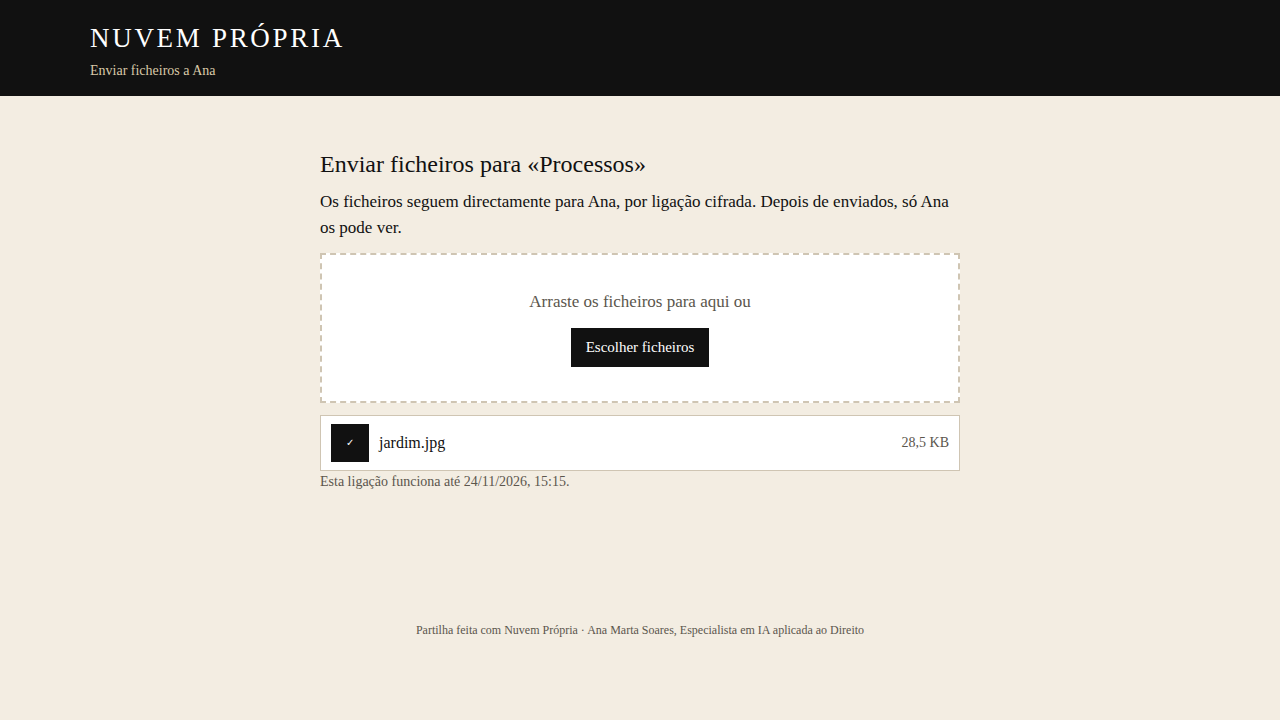 NUVEM PRÓPRIA
Enviar ficheiros a Ana
Enviar ficheiros para «Processos»
Os ficheiros seguem directamente para Ana, por ligação cifrada. Depois de enviados, só Ana
os pode ver.
Arraste os ficheiros para aqui ou
Escolher ficheiros
✓ jardim.jpg 28,5 KB
Esta ligação funciona até 24/11/2026, 15:15.
Partilha feita com Nuvem Própria · Ana Marta Soares, Especialista em IA aplicada ao Direito